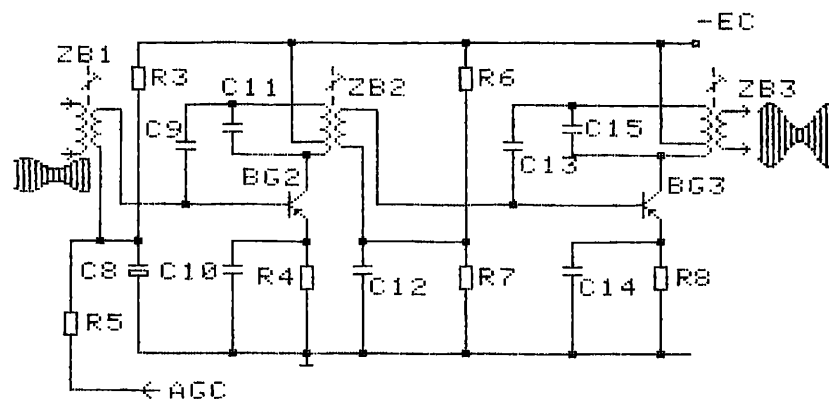 -EC
ZB1
R3
C11
ZB2
R6
ZB3
C9
C15
C13
BG2
BG3
C8
C10
R4
C12
R7
C14
R8
R5
AGC